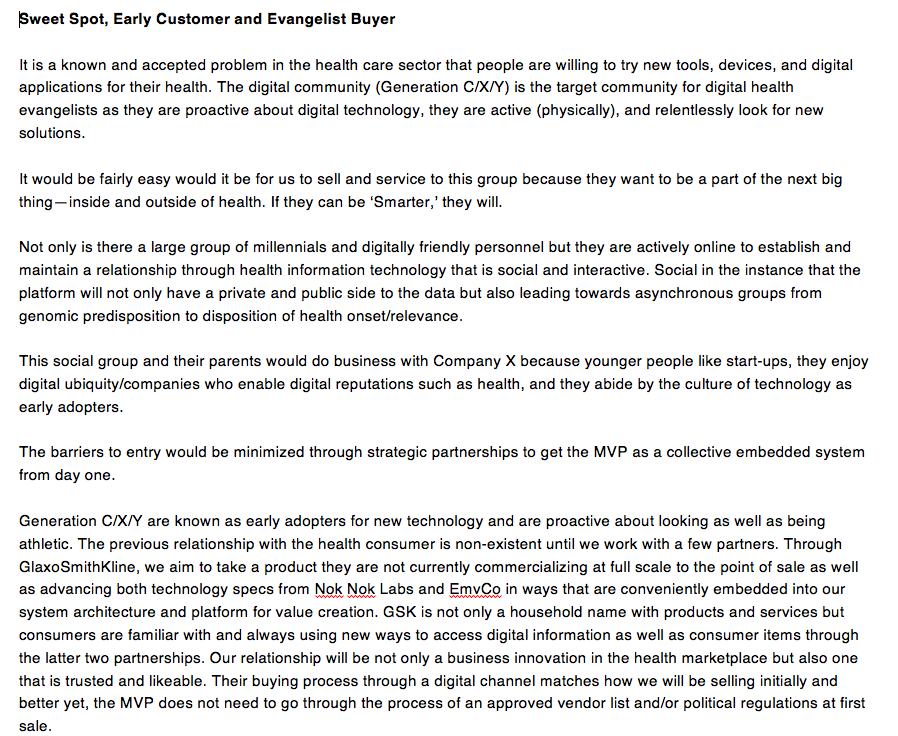 Sweet Spot, Early Customer and Evangelist Buyer
It is a known and accepted problem in the health care sector that people are willing to try new tools, devices, and digital
applications for their health. The digital community (Generation C/X/Y) is the target community for digital health
evangelists as they are proactive about digital technology, they are active (physically), and relentlessly look for new
solutions.
It would be fairly easy would it be for us to sell and service to this group because they want to be a part of the next big
thing—inside and outside of health. If they can be ‘Smarter,’ they will.
Not only is there a large group of millennials and digitally friendly personnel but they are actively online to establish and
maintain a relationship through health information technology that is social and interactive. Social in the instance that the
platform will not only have a private and public side to the data but also leading towards asynchronous groups from
genomic predisposition to disposition of health onset/relevance.
This social group and their parents would do business with Company X because younger people like start-ups, they enjoy
digital ubiquity/companies who enable digital reputations such as health, and they abide by the culture of technology as
early adopters.
The barriers to entry would be minimized through strategic partnerships to get the MVP as a collective embedded system
from day one.
Generation C/X/Y are known as early adopters for new technology and are proactive about looking as well as being
athletic. The previous relationship with the health consumer is non-existent until we work with a few partners. Through
GlaxoSmithKline, we aim to take a product they are not currently commercializing at full scale to the point of sale as well
as advancing both technology specs from Nok Nok Labs and EmvCo in ways that are conveniently embedded into our
system architecture and platform for value creation. GSK is not only a household name with products and services but
consumers are familiar with and always using new ways to access digital information as well as consumer items through
the latter two partnerships. Our relationship will be not only a business innovation in the health marketplace but also one
that is trusted and likeable. Their buying process through a digital channel matches how we will be selling initially and
better yet, the MVP does not need to go through the process of an approved vendor list and/or political regulations at first
sale.